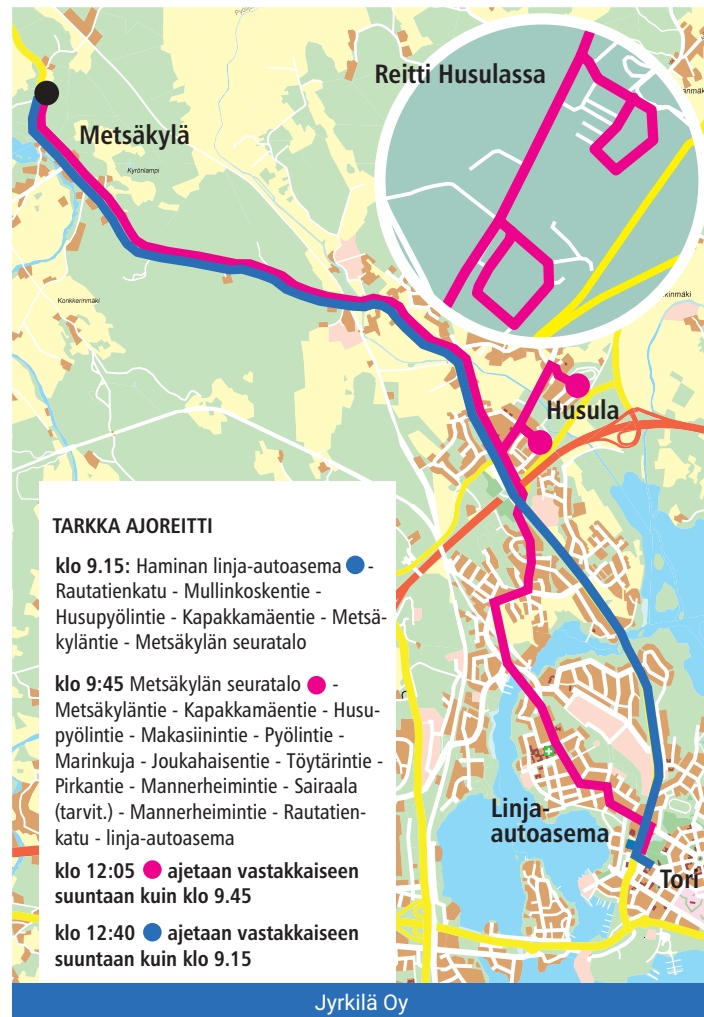 Reitti Husulassa
Metsäkylä
Kyrönlampi
Konkkerinmäki
Husula
TARKKA AJOREITTI
klo 9.15: Haminan linja-autoasema -
Rautatienkatu - Mullinkoskentie -
Husupyölintie - Kapakkamäentie - Metsä-
kyläntie - Metsäkylän seuratalo
klo 9:45 Metsäkylän seuratalo -
Metsäkyläntie - Kapakkamäentie - Husu-
pyölintie - Makasiinintie - Pyölintie -
Marinkuja - Joukahaisentie - Töytärintie -
Pirkantie - Mannerheimintie - Sairaala
(tarvit.) - Mannerheimintie - Rautatien-
katu - linja-autoasema
klo 12:05 ajetaan vastakkaiseen
suuntaan kuin klo 9.45
klo 12:40 ajetaan vastakkaiseen
suuntaan kuin klo 9.15
Linja-
autoasema
Tori
Jyrkilä Oy